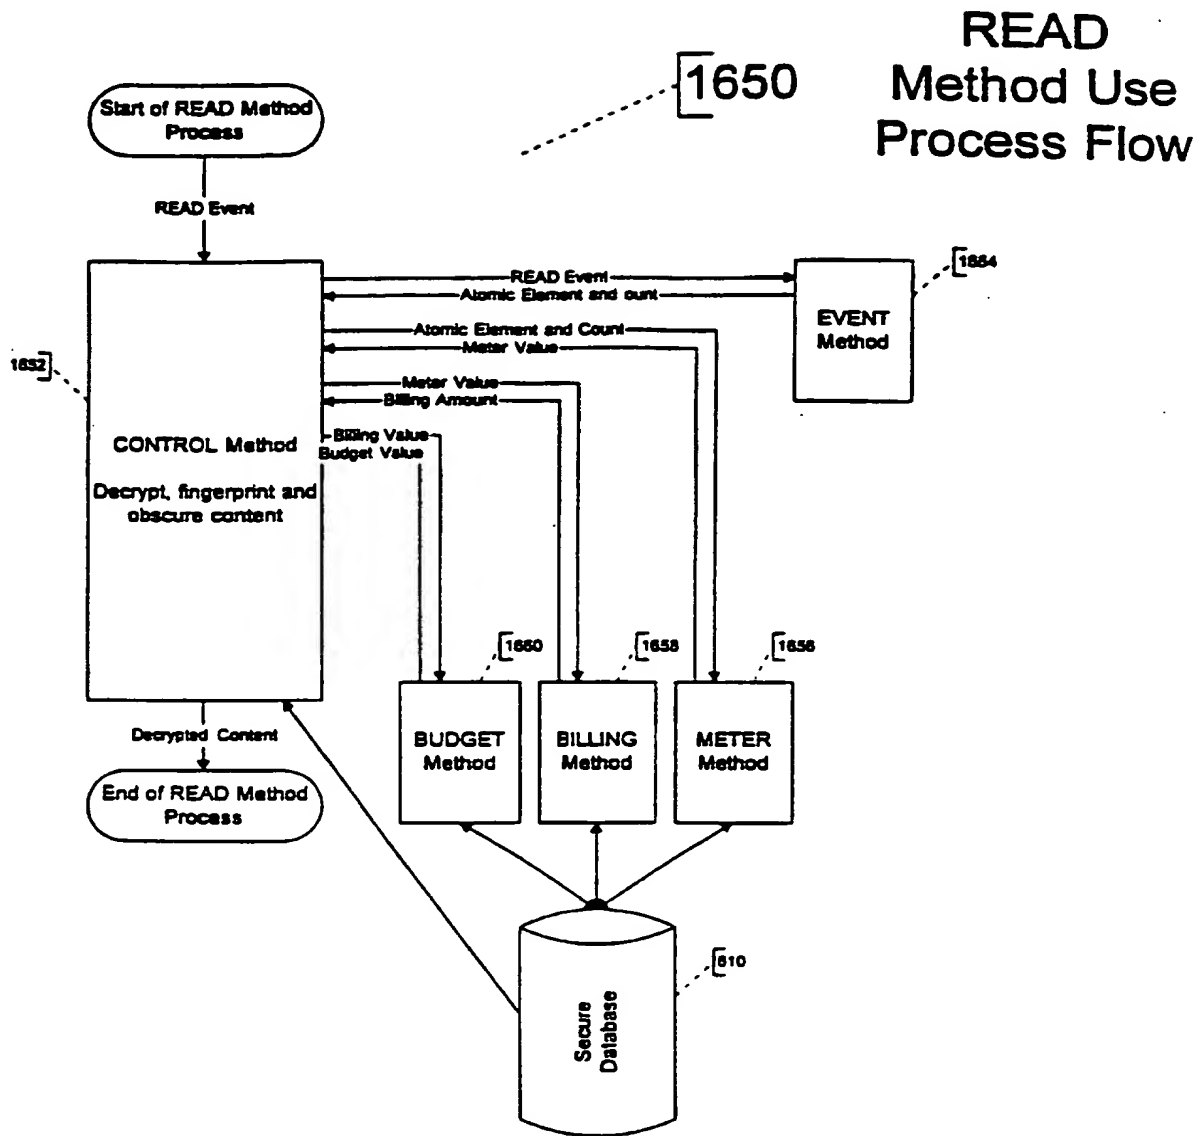 READ
Method Use
Process Flow
1650
Start of READ Method
Process
READ Event
READ Event
Atomic Element and ount
1654
EVENT
Method
Atomic Element and Count
Meter Value
1652
Meter Value
Billing Amount
Billing Value
Budget Value
CONTROL Method
Decrypt, fingerprint and
obscure content
1660
1658
1656
Decrypted Content
BUDGET
Method
BILLING
Method
METER
Method
End of READ Method
Process
610
Secure
Database